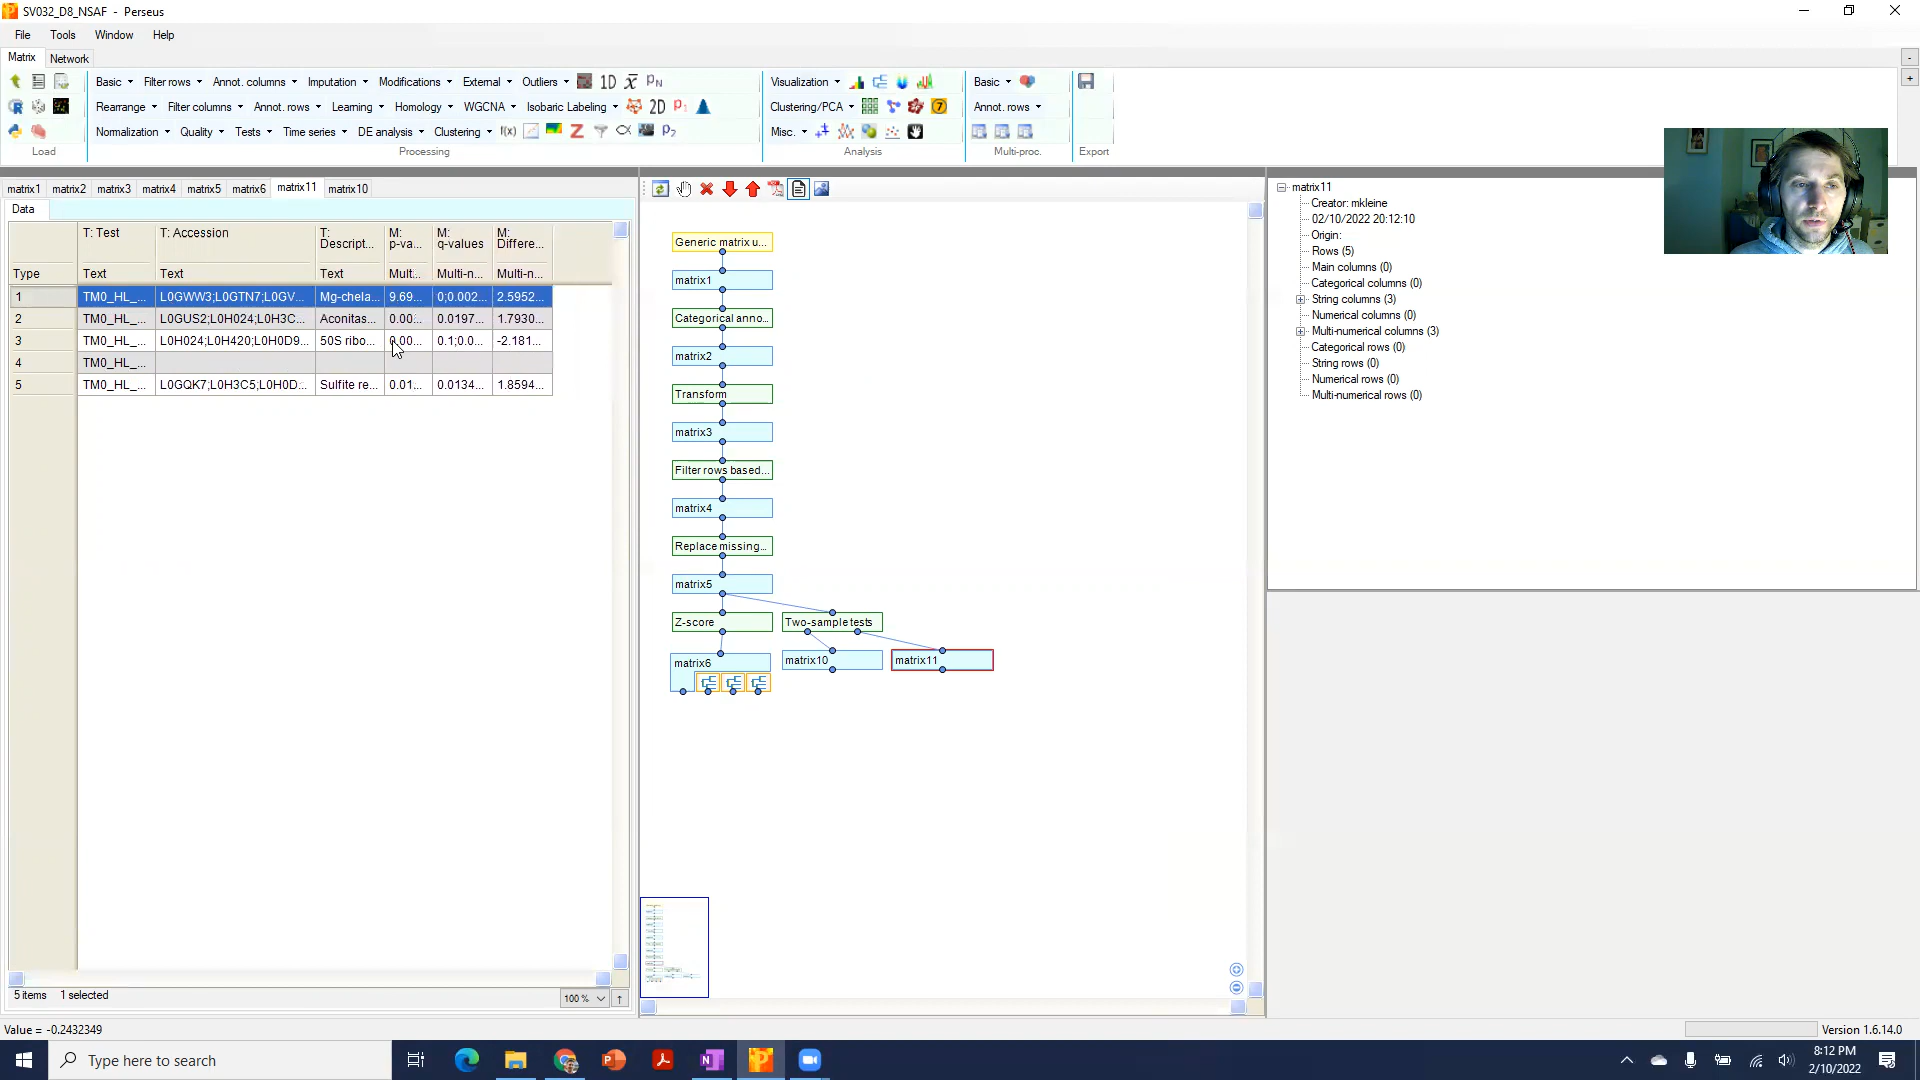 SV032_D8_NSAF - Perseus
File Tools Window Help
Matrix Network
Basic Filter rows Annot. columns Imputation Modifications External Outliers 1D x PN
Visualization Basic
Rearrange Filter columns Annot. rows Learning Homology WGCNA Isobaric Labeling 2D P1
Clustering/PCA 7 Annot. rows
Normalization Quality Tests Time series DE analysis Clustering f(x) Z p2
Misc.
Load Processing Analysis Multi-proc. Export
matrix1 matrix2 matrix3 matrix4 matrix5 matrix6 matrix11 matrix10
Data
T: Test T: Accession T: Descript... M: p-va... M: q-values M: Differe...
Type Text Text Text Mult... Multi-n... Multi-n...
1 TM0_HL_... L0GWW3;L0GTN7;L0GV... Mg-chela... 9.69... 0;0.002... 2.5952...
2 TM0_HL_... L0GUS2;L0H024;L0H3C... Aconitas... 0.00... 0.0197... 1.7930...
3 TM0_HL_... L0H024;L0H420;L0H0D9... 50S ribo... 0.00... 0.1;0.0... -2.181...
4 TM0_HL_...
5 TM0_HL_... L0GQK7;L0H3C5;L0H0D... Sulfite re... 0.01... 0.0134... 1.8594...
5 items 1 selected
100 %
Generic matrix u...
matrix1
Categorical anno...
matrix2
Transform
matrix3
Filter rows based...
matrix4
Replace missing...
matrix5
Z-score Two-sample tests
matrix6 matrix10 matrix11
matrix11
Creator: mkleine
02/10/2022 20:12:10
Origin:
Rows (5)
Main columns (0)
Categorical columns (0)
String columns (3)
Numerical columns (0)
Multi-numerical columns (3)
Categorical rows (0)
String rows (0)
Numerical rows (0)
Multi-numerical rows (0)
Value = -0.2432349
Version 1.6.14.0
Type here to search
8:12 PM
2/10/2022